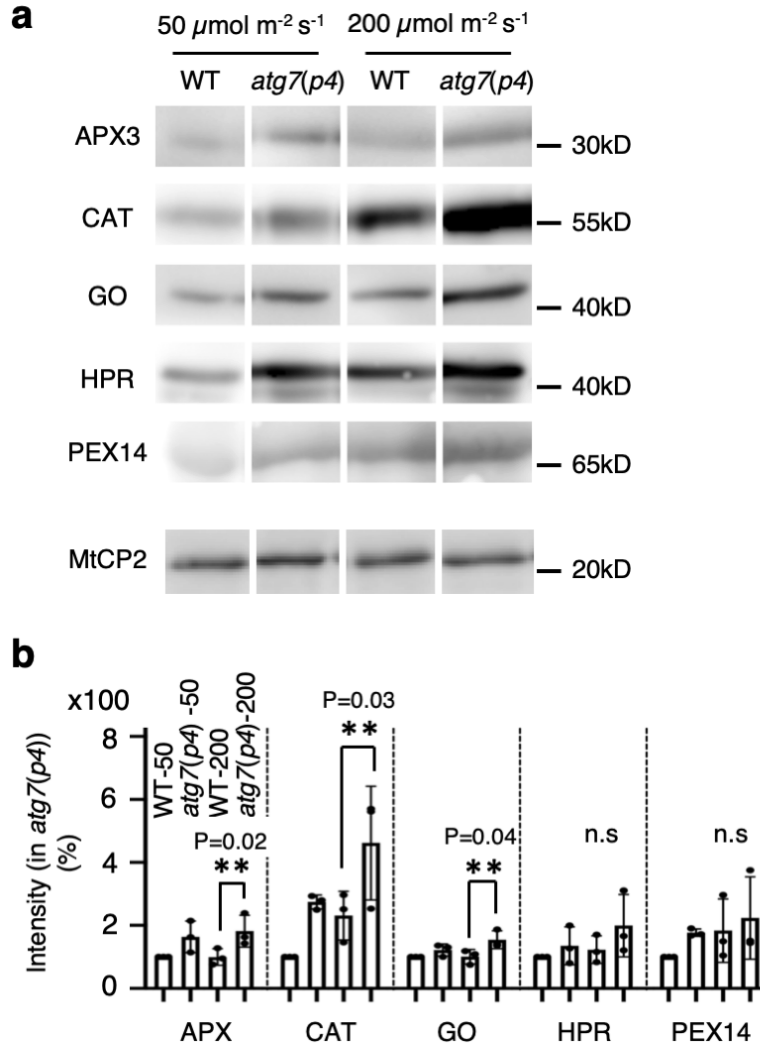 a
50 µmol m-2 s-1 200 µmol m-2 s-1
WT atg7(p4) WT atg7(p4)
APX3 30kD
CAT 55kD
GO 40kD
HPR 40kD
PEX14 65kD
MtCP2 20kD
b
x100
Intensity (in atg7(p4))
(%)
8
6
4
2
0
WT-50
atg7(p4) -50
WT-200
atg7(p4)-200
P=0.02
**
P=0.03
**
P=0.04
**
n.s
n.s
APX CAT GO HPR PEX14